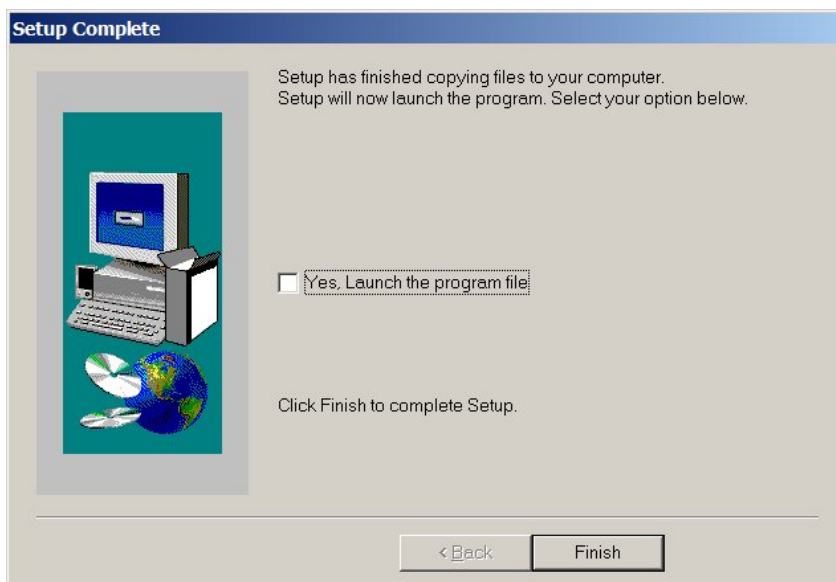 Setup Complete
Setup has finished copying files to your computer.
Setup will now launch the program. Select your option below.
Yes, Launch the program file
Click Finish to complete Setup.
< Back
Finish